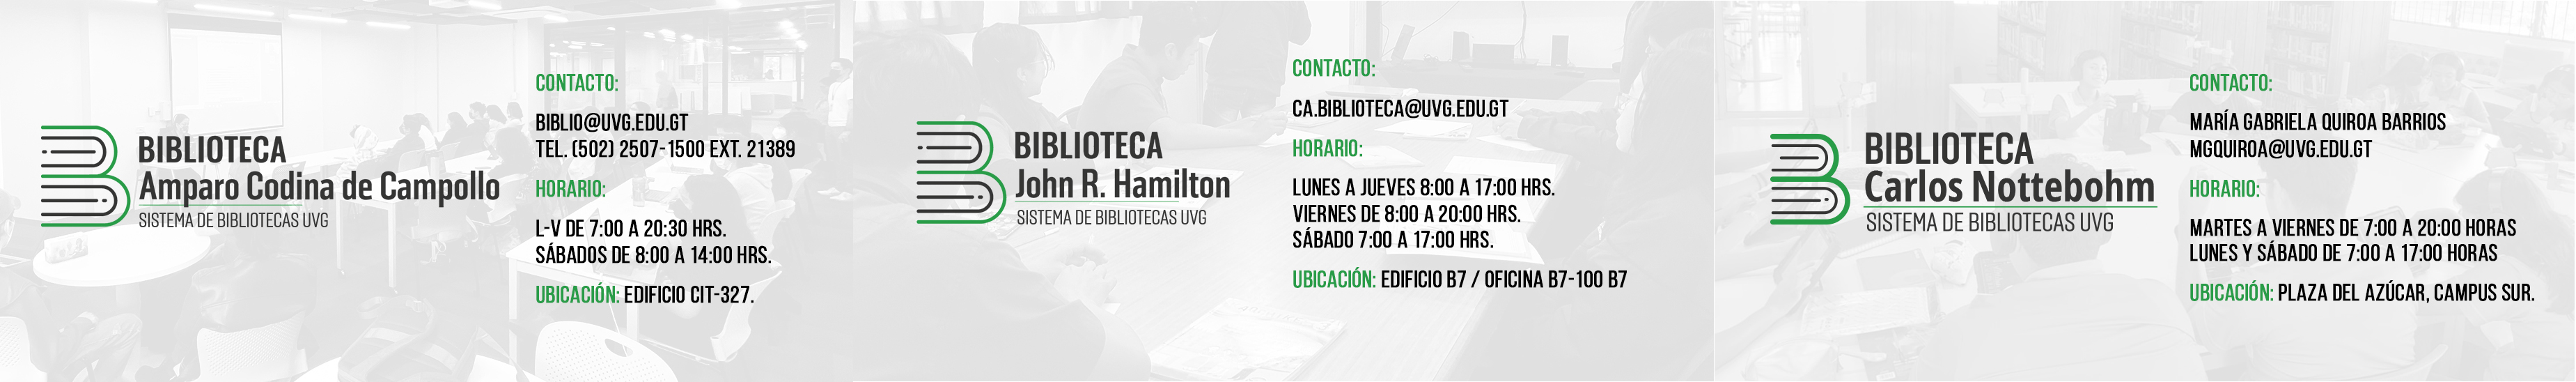 BIBLIOTECA
Amparo Codina de Campollo
SISTEMA DE BIBLIOTECAS UVG
CONTACTO:
BIBLIO@UVG.EDU.GT
TEL. (502) 2507-1500 EXT. 21389
HORARIO:
L-V DE 7:00 A 20:30 HRS.
SÁBADOS DE 8:00 A 14:00 HRS.
UBICACIÓN: EDIFICIO CIT-327.
BIBLIOTECA
John R. Hamilton
SISTEMA DE BIBLIOTECAS UVG
CONTACTO:
CA.BIBLIOTECA@UVG.EDU.GT
HORARIO:
LUNES A JUEVES 8:00 A 17:00 HRS.
VIERNES DE 8:00 A 20:00 HRS.
SÁBADO 7:00 A 17:00 HRS.
UBICACIÓN: EDIFICIO B7 / OFICINA B7-100 B7
BIBLIOTECA
Carlos Nottebohm
SISTEMA DE BIBLIOTECAS UVG
CONTACTO:
MARÍA GABRIELA QUIROA BARRIOS
MGQUIROA@UVG.EDU.GT
HORARIO:
MARTES A VIERNES DE 7:00 A 20:00 HORAS
LUNES Y SÁBADO DE 7:00 A 17:00 HORAS
UBICACIÓN: PLAZA DEL AZÚCAR, CAMPUS SUR.